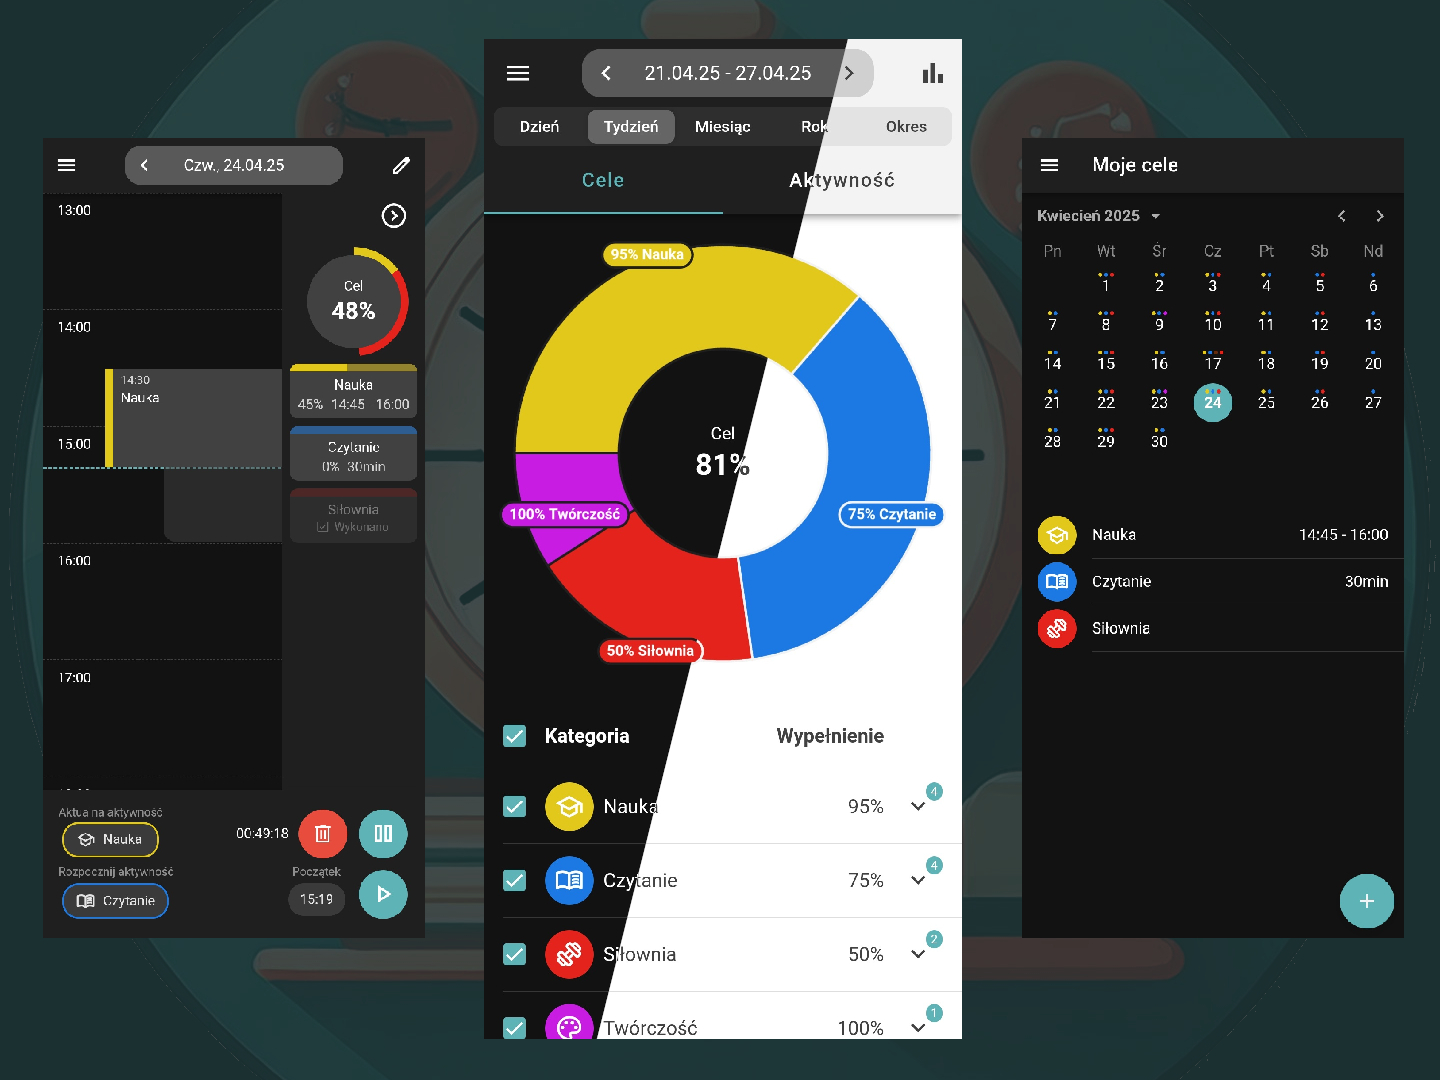 Czw., 24.04.25
13:00
14:00
15:00
16:00
17:00
14:30
Nauka
Cel
48%
Nauka
45% 14:45 16:00
Czytanie
0% 30min
Siłownia
Wykonano
Aktua na aktywność
Nauka
00:49:18
Rozpocznij aktywność
Początek
Czytanie
15:19
21.04.25 - 27.04.25
Dzień Tydzień Miesiąc Rok Okres
Cele Aktywność
95% Nauka
Cel
81%
100% Twórczość
75% Czytanie
50% Siłownia
Kategoria Wypełnienie
Nauka 95% 4
Czytanie 75% 4
Siłownia 50% 2
Twórczość 100% 1
Moje cele
Kwiecień 2025
Pn Wt Śr Cz Pt Sb Nd
1 2 3 4 5 6
7 8 9 10 11 12 13
14 15 16 17 18 19 20
21 22 23 24 25 26 27
28 29 30
Nauka 14:45 - 16:00
Czytanie 30min
Siłownia